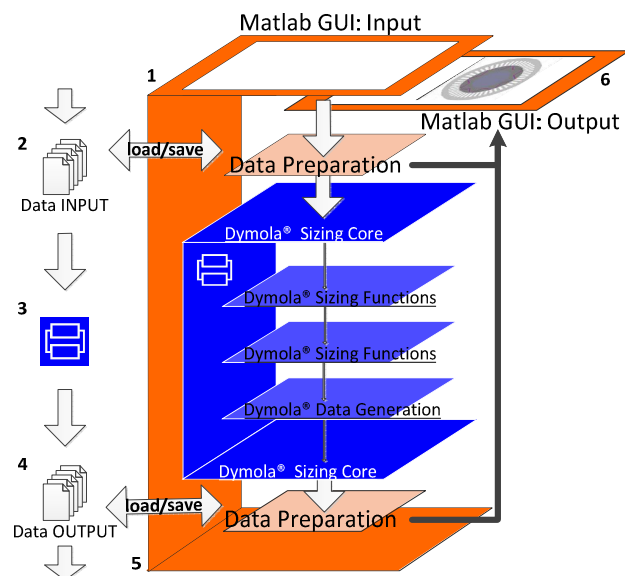 Matlab GUI: Input
1
6
Matlab GUI: Output
2
load/save
Data Preparation
Data INPUT
Dymola® Sizing Core
3
Dymola® Sizing Functions
Dymola® Sizing Functions
Dymola® Data Generation
4
Dymola® Sizing Core
load/save
Data Preparation
Data OUTPUT
5